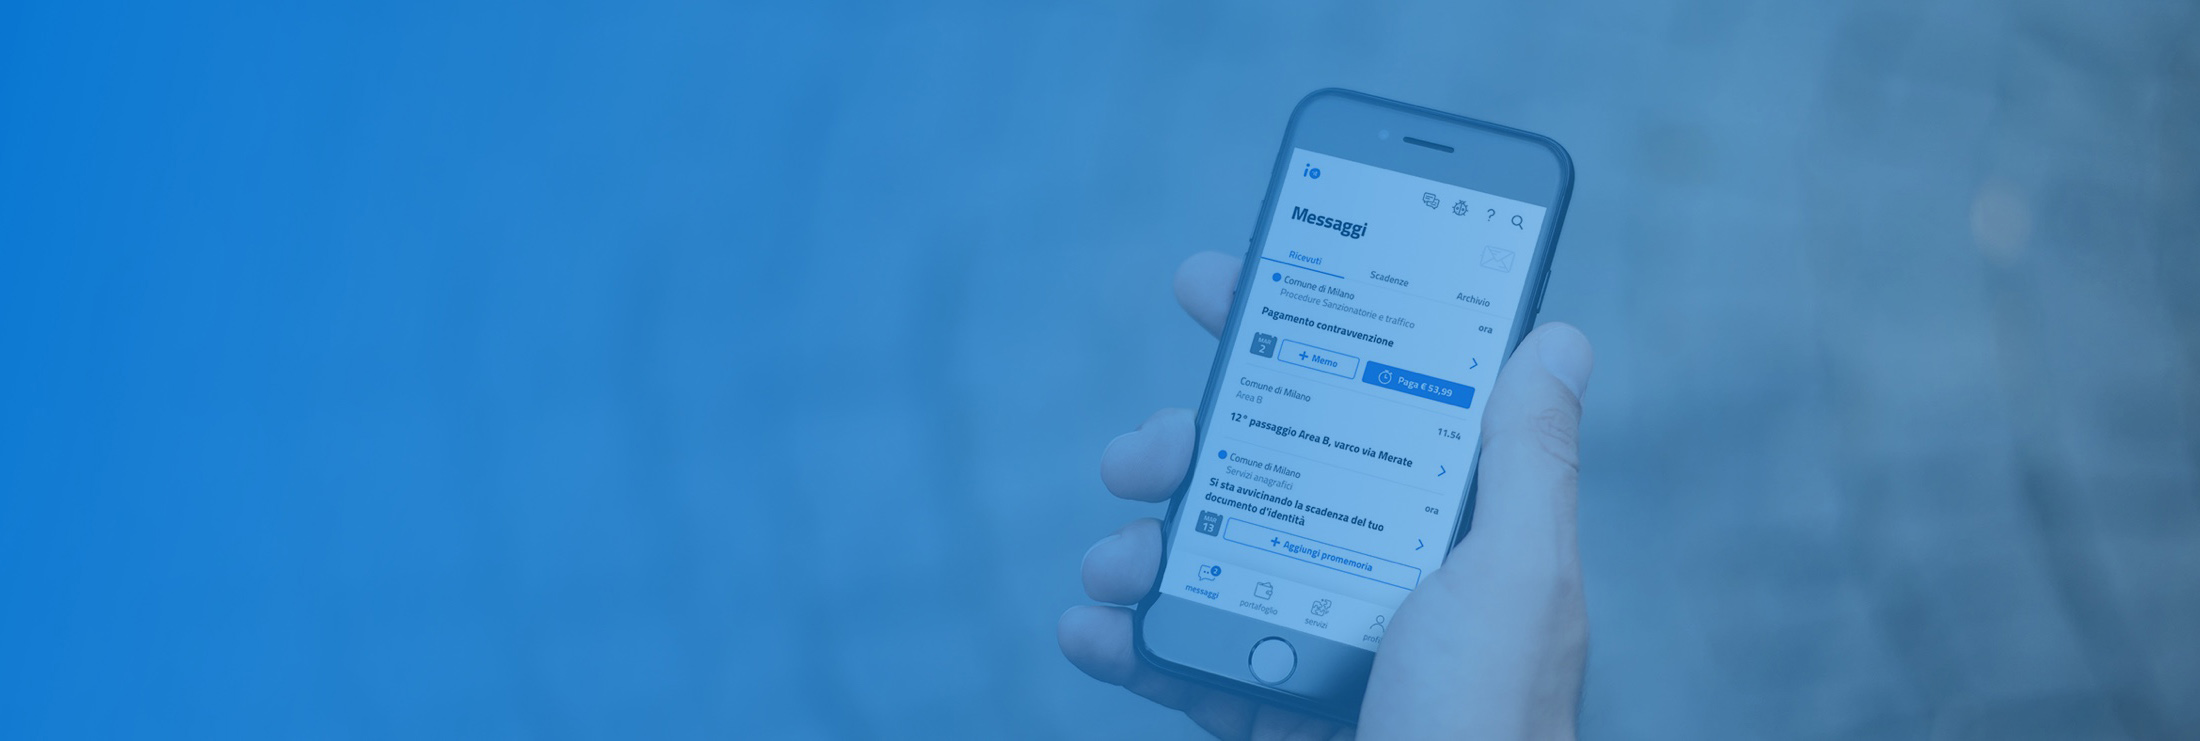 io
Messaggi
Ricevuti
Scadenze
Archivio
Comune di Milano
Procedure Sanzionatorie e traffico
ora
Pagamento contravvenzione
MAR
2
+ Memo
Paga € 53,99
Comune di Milano
Area B
11.54
12° passaggio Area B, varco via Merate
Comune di Milano
Servizi anagrafici
ora
Si sta avvicinando la scadenza del tuo
documento d'identità
MAR
13
+ Aggiungi promemoria
2
messaggi
portafoglio
servizi